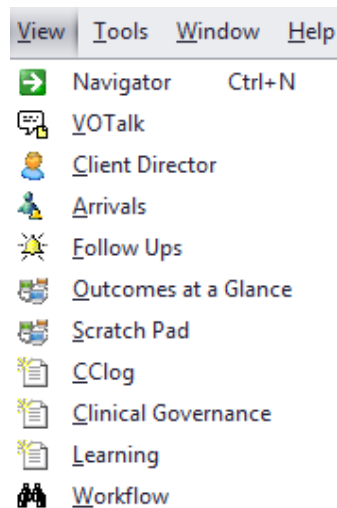 View Tools Window Help
Navigator Ctrl+N
VOTalk
Client Director
Arrivals
Follow Ups
Outcomes at a Glance
Scratch Pad
CClog
Clinical Governance
Learning
Workflow